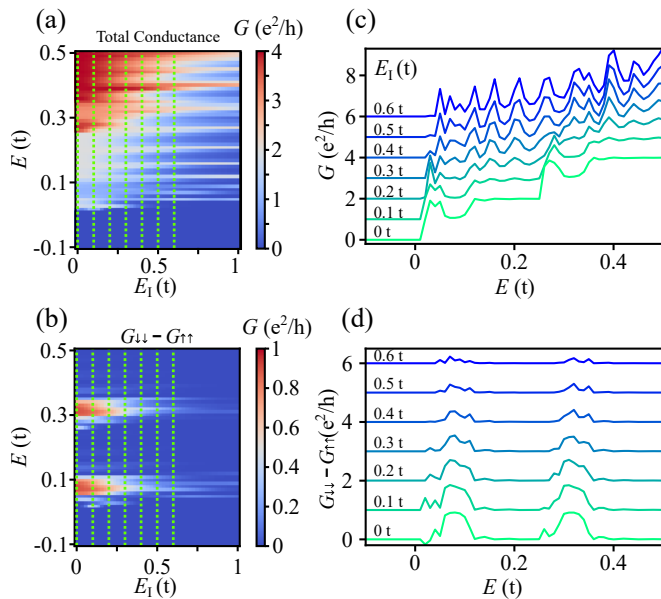 (a)
Total Conductance
G (e²/h)
4
3
2
1
0
0.5
0.3
0.1
-0.1
E (t)
0
0.5
1
E_I (t)
(b)
G↓↓ − G↑↑
G (e²/h)
1
0.8
0.6
0.4
0.2
0
0.5
0.3
0.1
-0.1
E (t)
0
0.5
1
E_I (t)
(c)
E_I (t)
0.6 t
0.5 t
0.4 t
0.3 t
0.2 t
0.1 t
0 t
8
6
4
2
0
G (e²/h)
0
0.2
0.4
E (t)
(d)
0.6 t
0.5 t
0.4 t
0.3 t
0.2 t
0.1 t
0 t
6
4
2
0
G↓↓ − G↑↑(e²/h)
0
0.2
0.4
E (t)